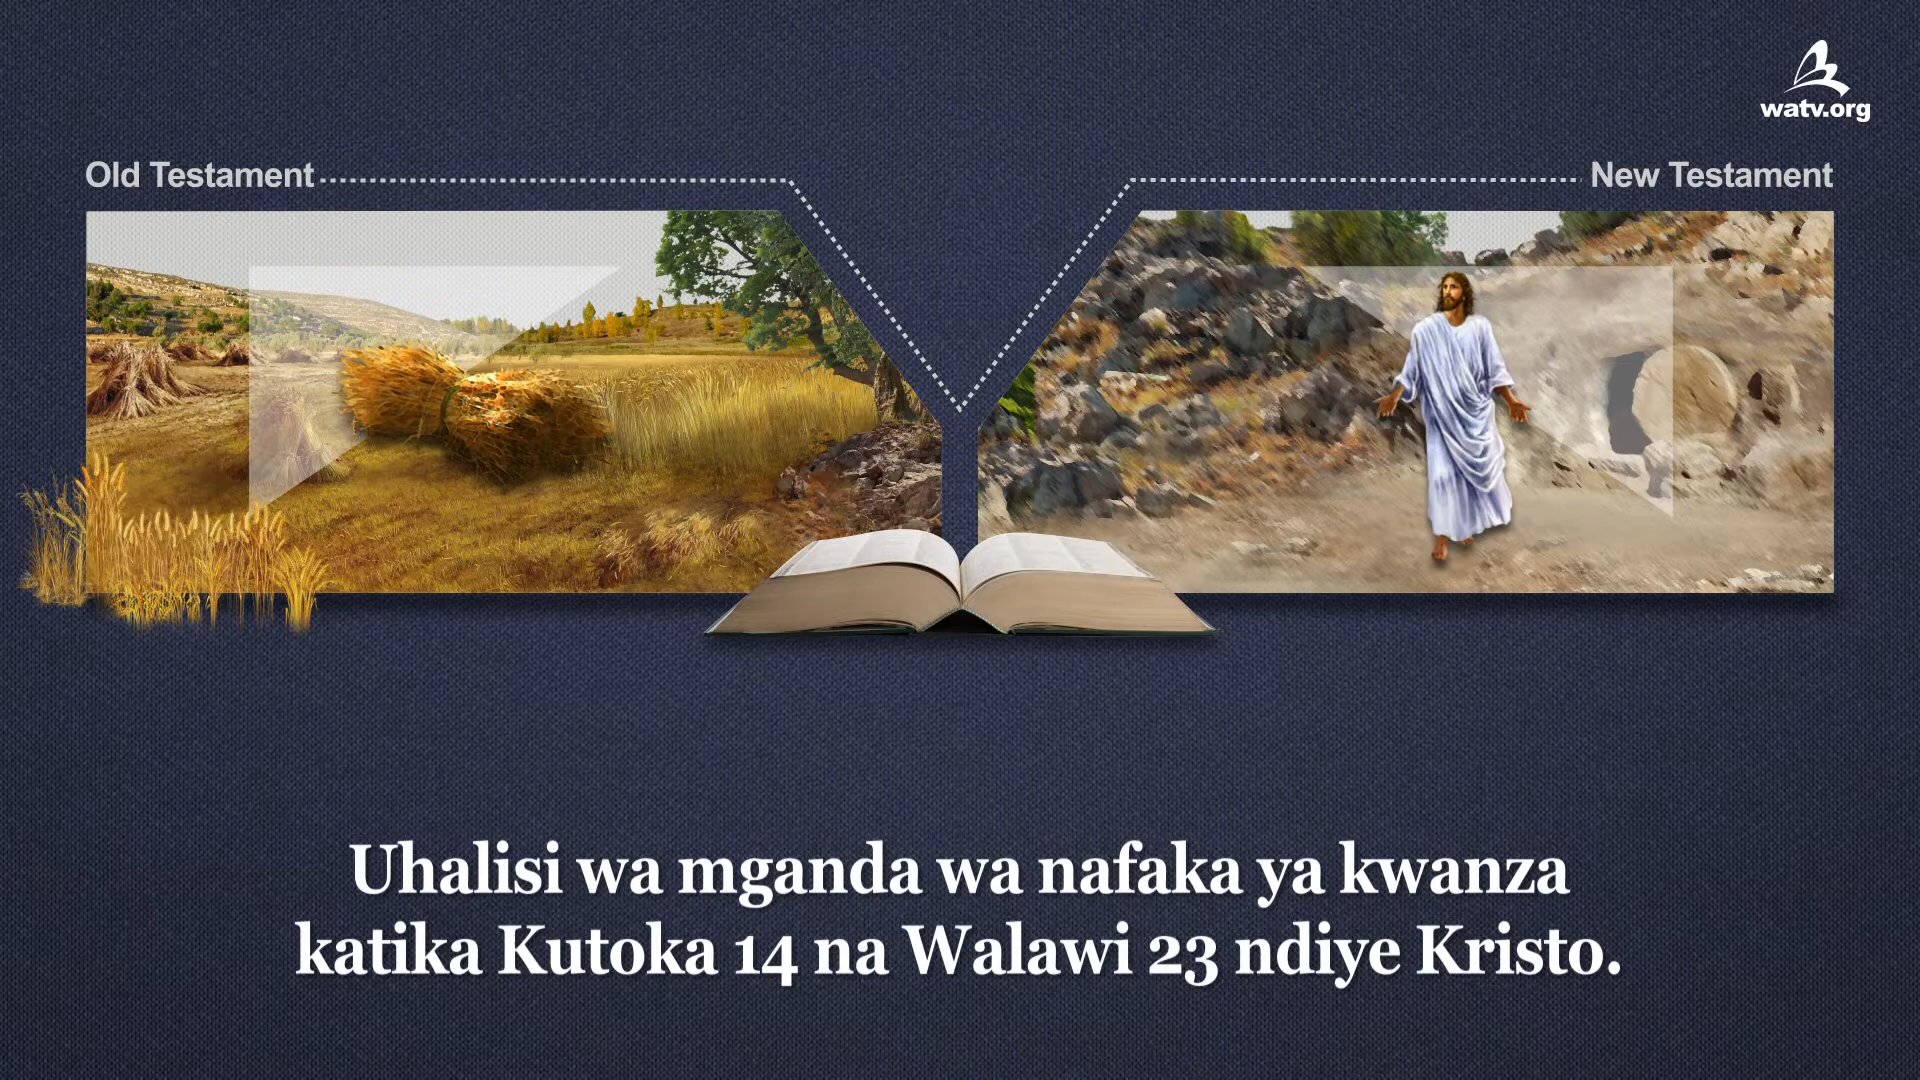 watv.org
Old Testament
New Testament
Uhalisi wa mganda wa nafaka ya kwanza
katika Kutoka 14 na Walawi 23 ndiye Kristo.